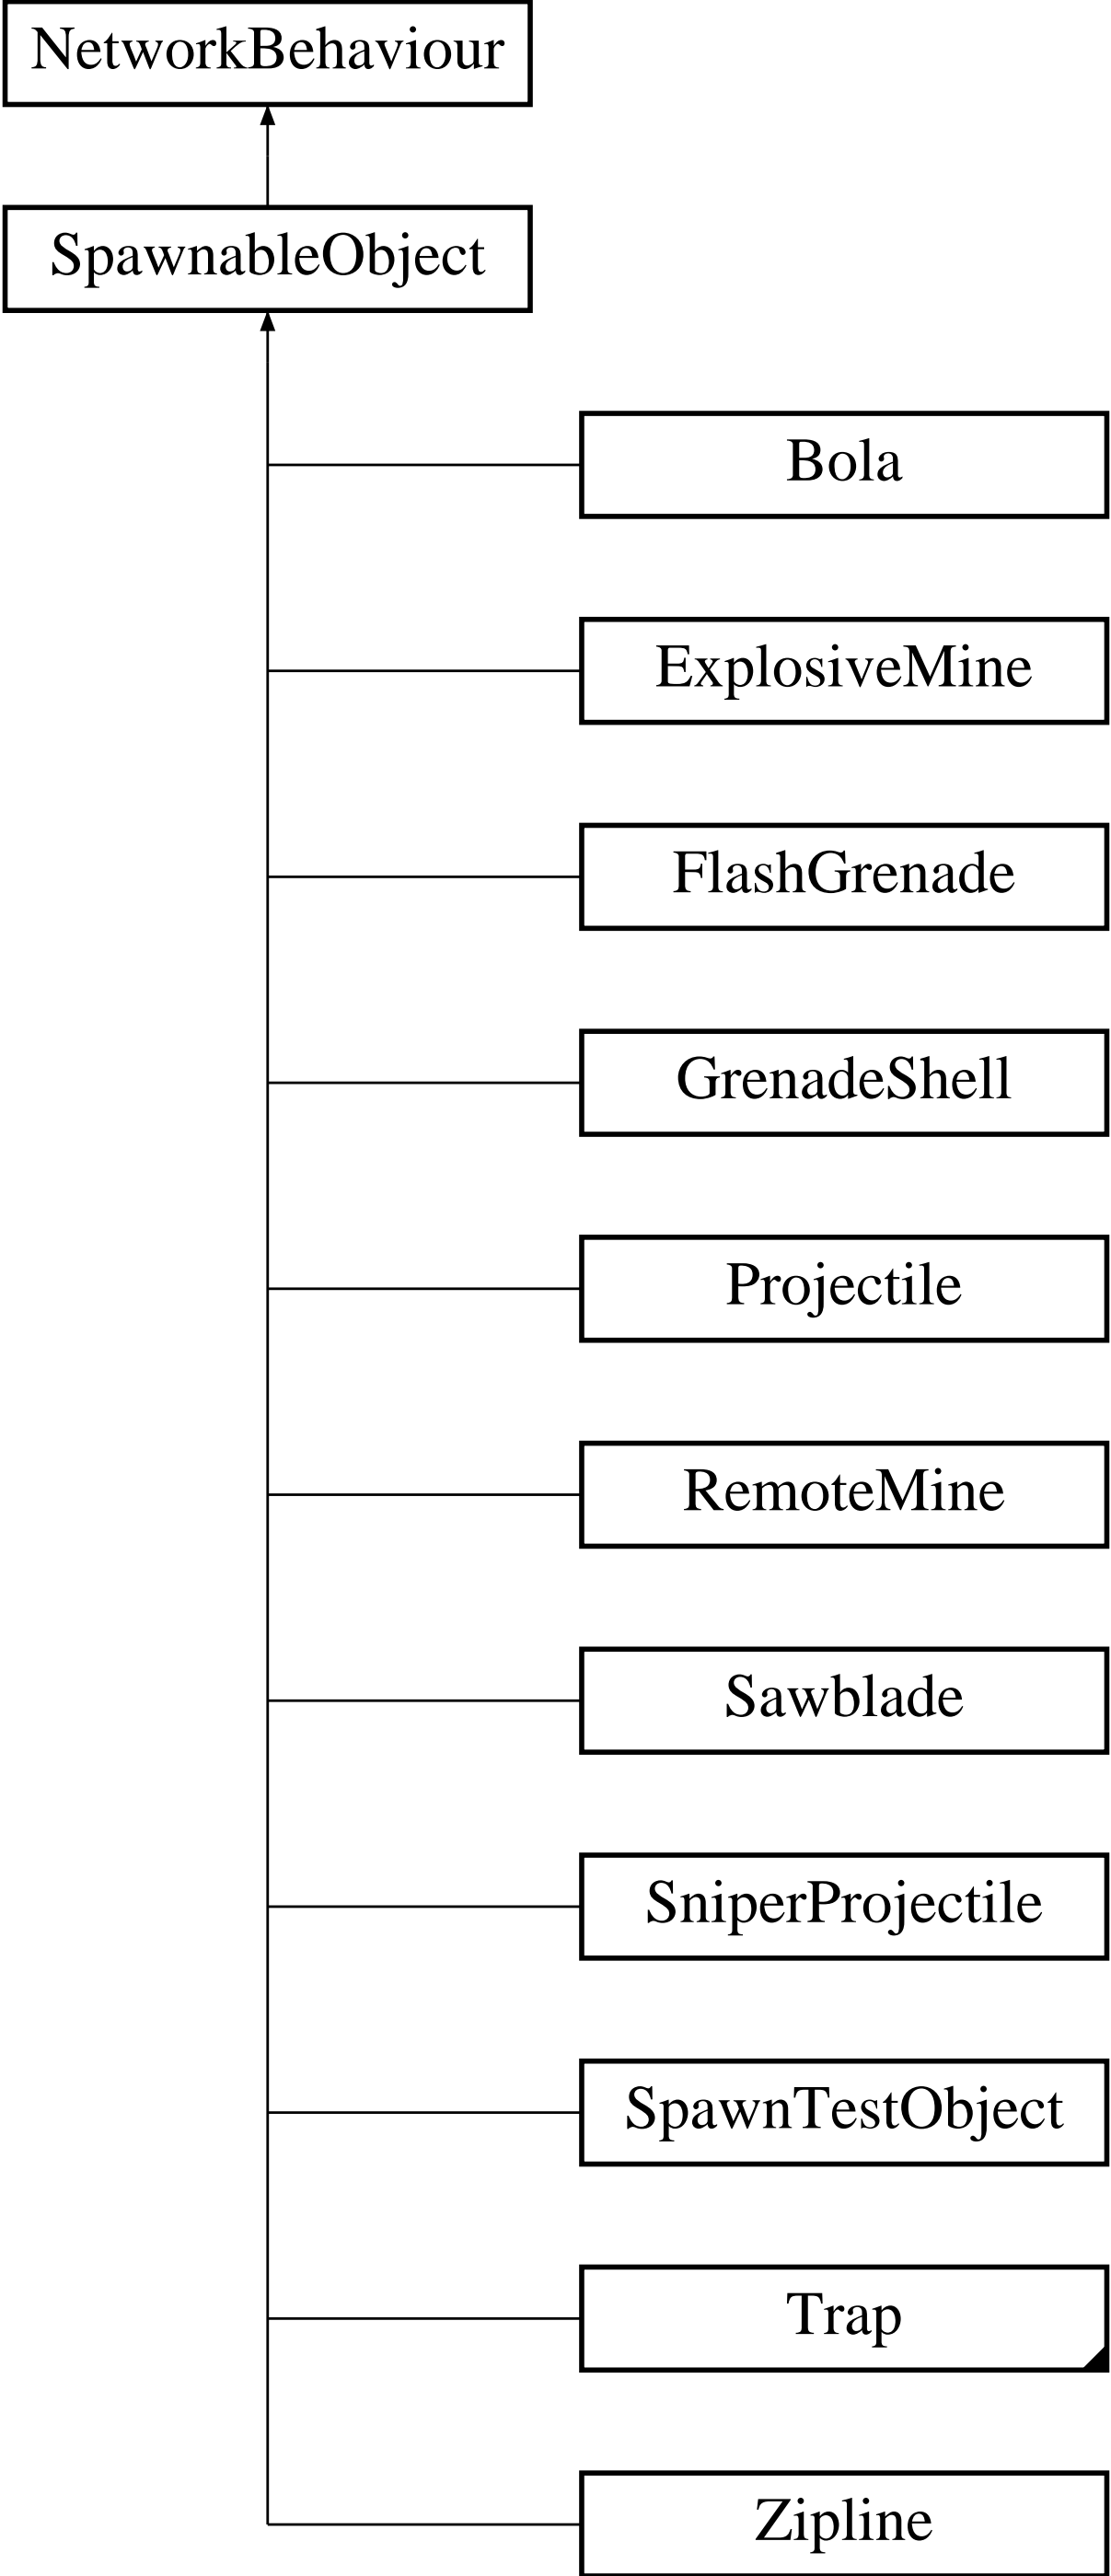 NetworkBehaviour
SpawnableObject
Bola
ExplosiveMine
FlashGrenade
GrenadeShell
Projectile
RemoteMine
Sawblade
SniperProjectile
SpawnTestObject
Trap
Zipline